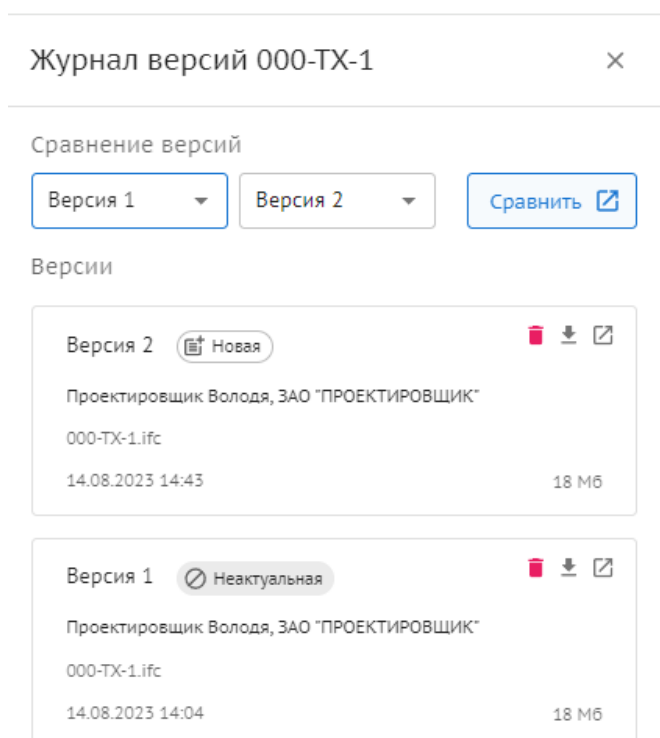 Журнал версий 000-ТХ-1
Сравнение версий
Версия 1 Версия 2 Сравнить
Версии
Версия 2 Новая
Проектировщик Володя, ЗАО "ПРОЕКТИРОВЩИК"
000-ТХ-1.ifc
14.08.2023 14:43 18 Мб
Версия 1 Неактуальная
Проектировщик Володя, ЗАО "ПРОЕКТИРОВЩИК"
000-ТХ-1.ifc
14.08.2023 14:04 18 Мб